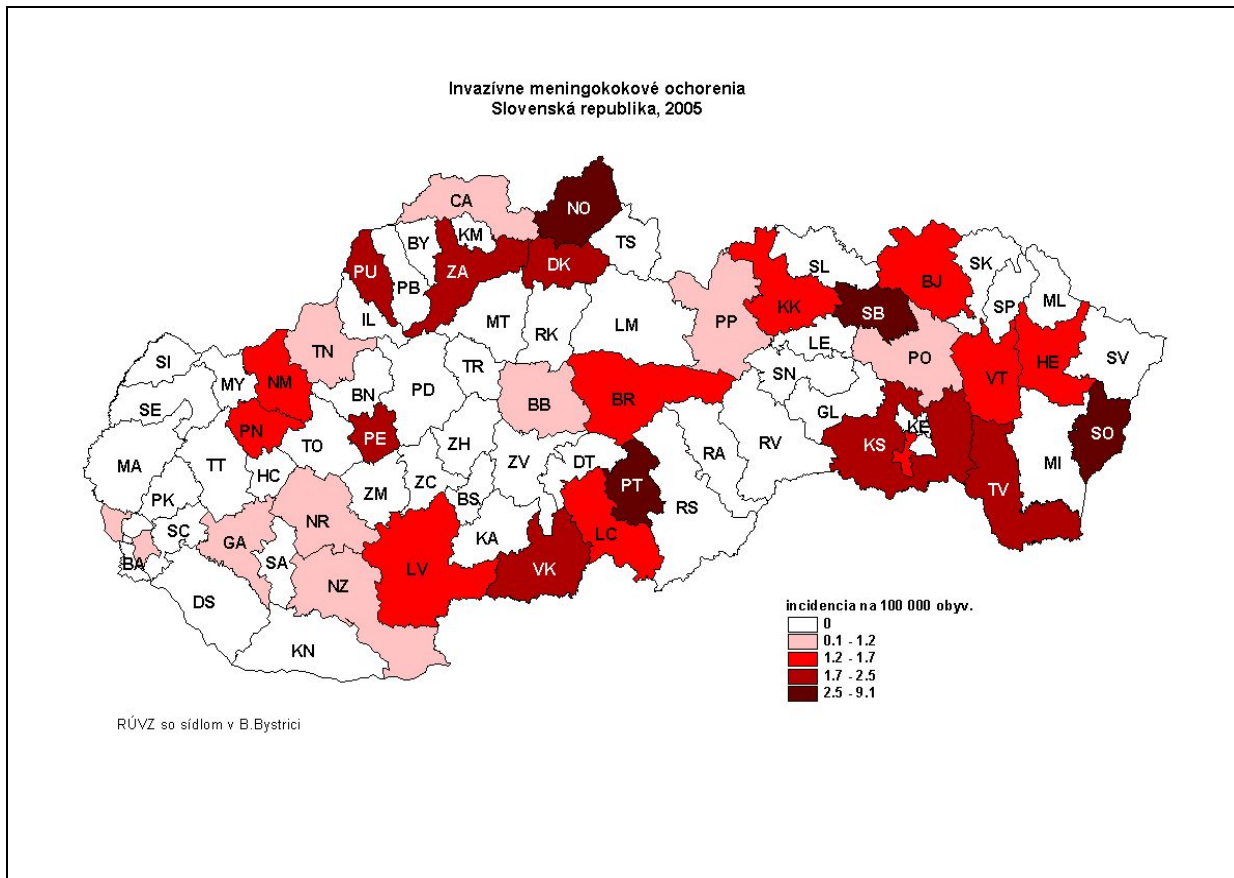 Invazívne meningokokové ochorenia
Slovenská republika, 2005
CA
NO
KM
BY
TS
PU
ZA
DK
PB
SL
BJ
SK
SP
ML
KK
SB
IL
MT
RK
LM
PP
TN
LE
PO
HE
SV
SI
MY
NM
TR
PD
BN
SN
VT
SE
BB
BR
GL
PN
PE
KE
SO
TO
ZH
ZV
RA
RV
KS
MI
MA
TT
DT
HC
ZC
PT
TV
PK
ZM
BS
RS
SC
NR
KA
LC
GA
BA
SA
LV
VK
NZ
DS
KN
incidencia na 100 000 obyv.
0
0.1 - 1.2
1.2 - 1.7
1.7 - 2.5
2.5 - 9.1
RÚVZ so sídlom v B.Bystrici